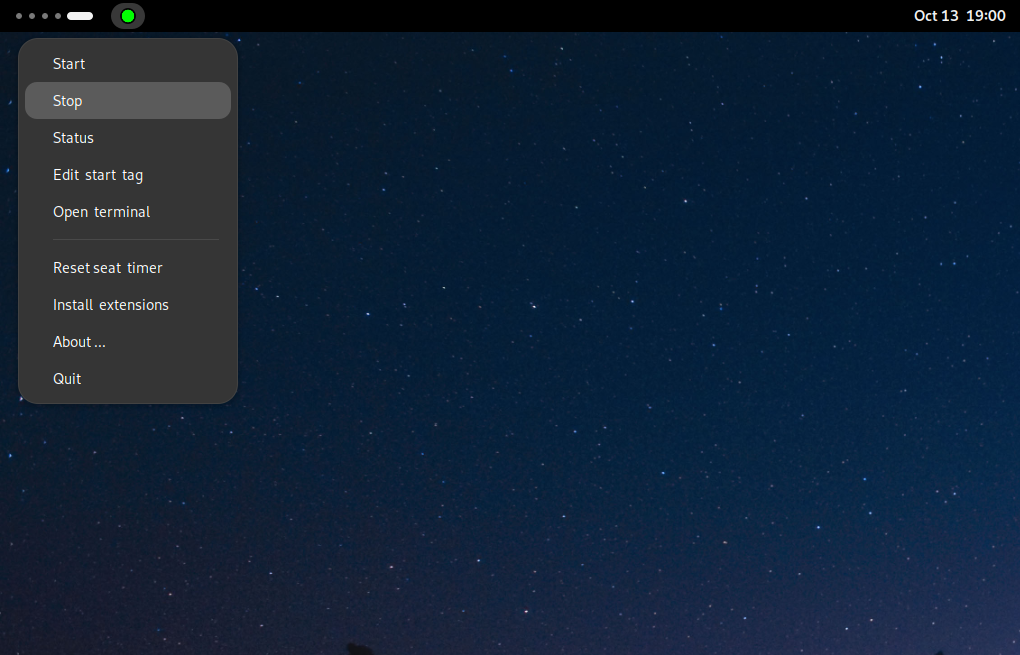 Oct 13 19:00
Start
Stop
Status
Edit start tag
Open terminal
Reset seat timer
Install extensions
About ...
Quit